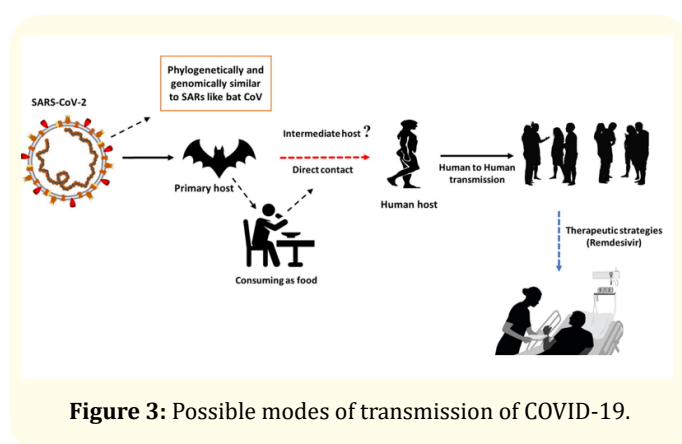 Phylogenetically and
genomically similar
to SARs like bat CoV
SARS-CoV-2
Intermediate host ?
Direct contact
Primary host
Human host
Human to Human
transmission
Consuming as food
Therapeutic strategies
(Remdesivir)
Figure 3: Possible modes of transmission of COVID-19.